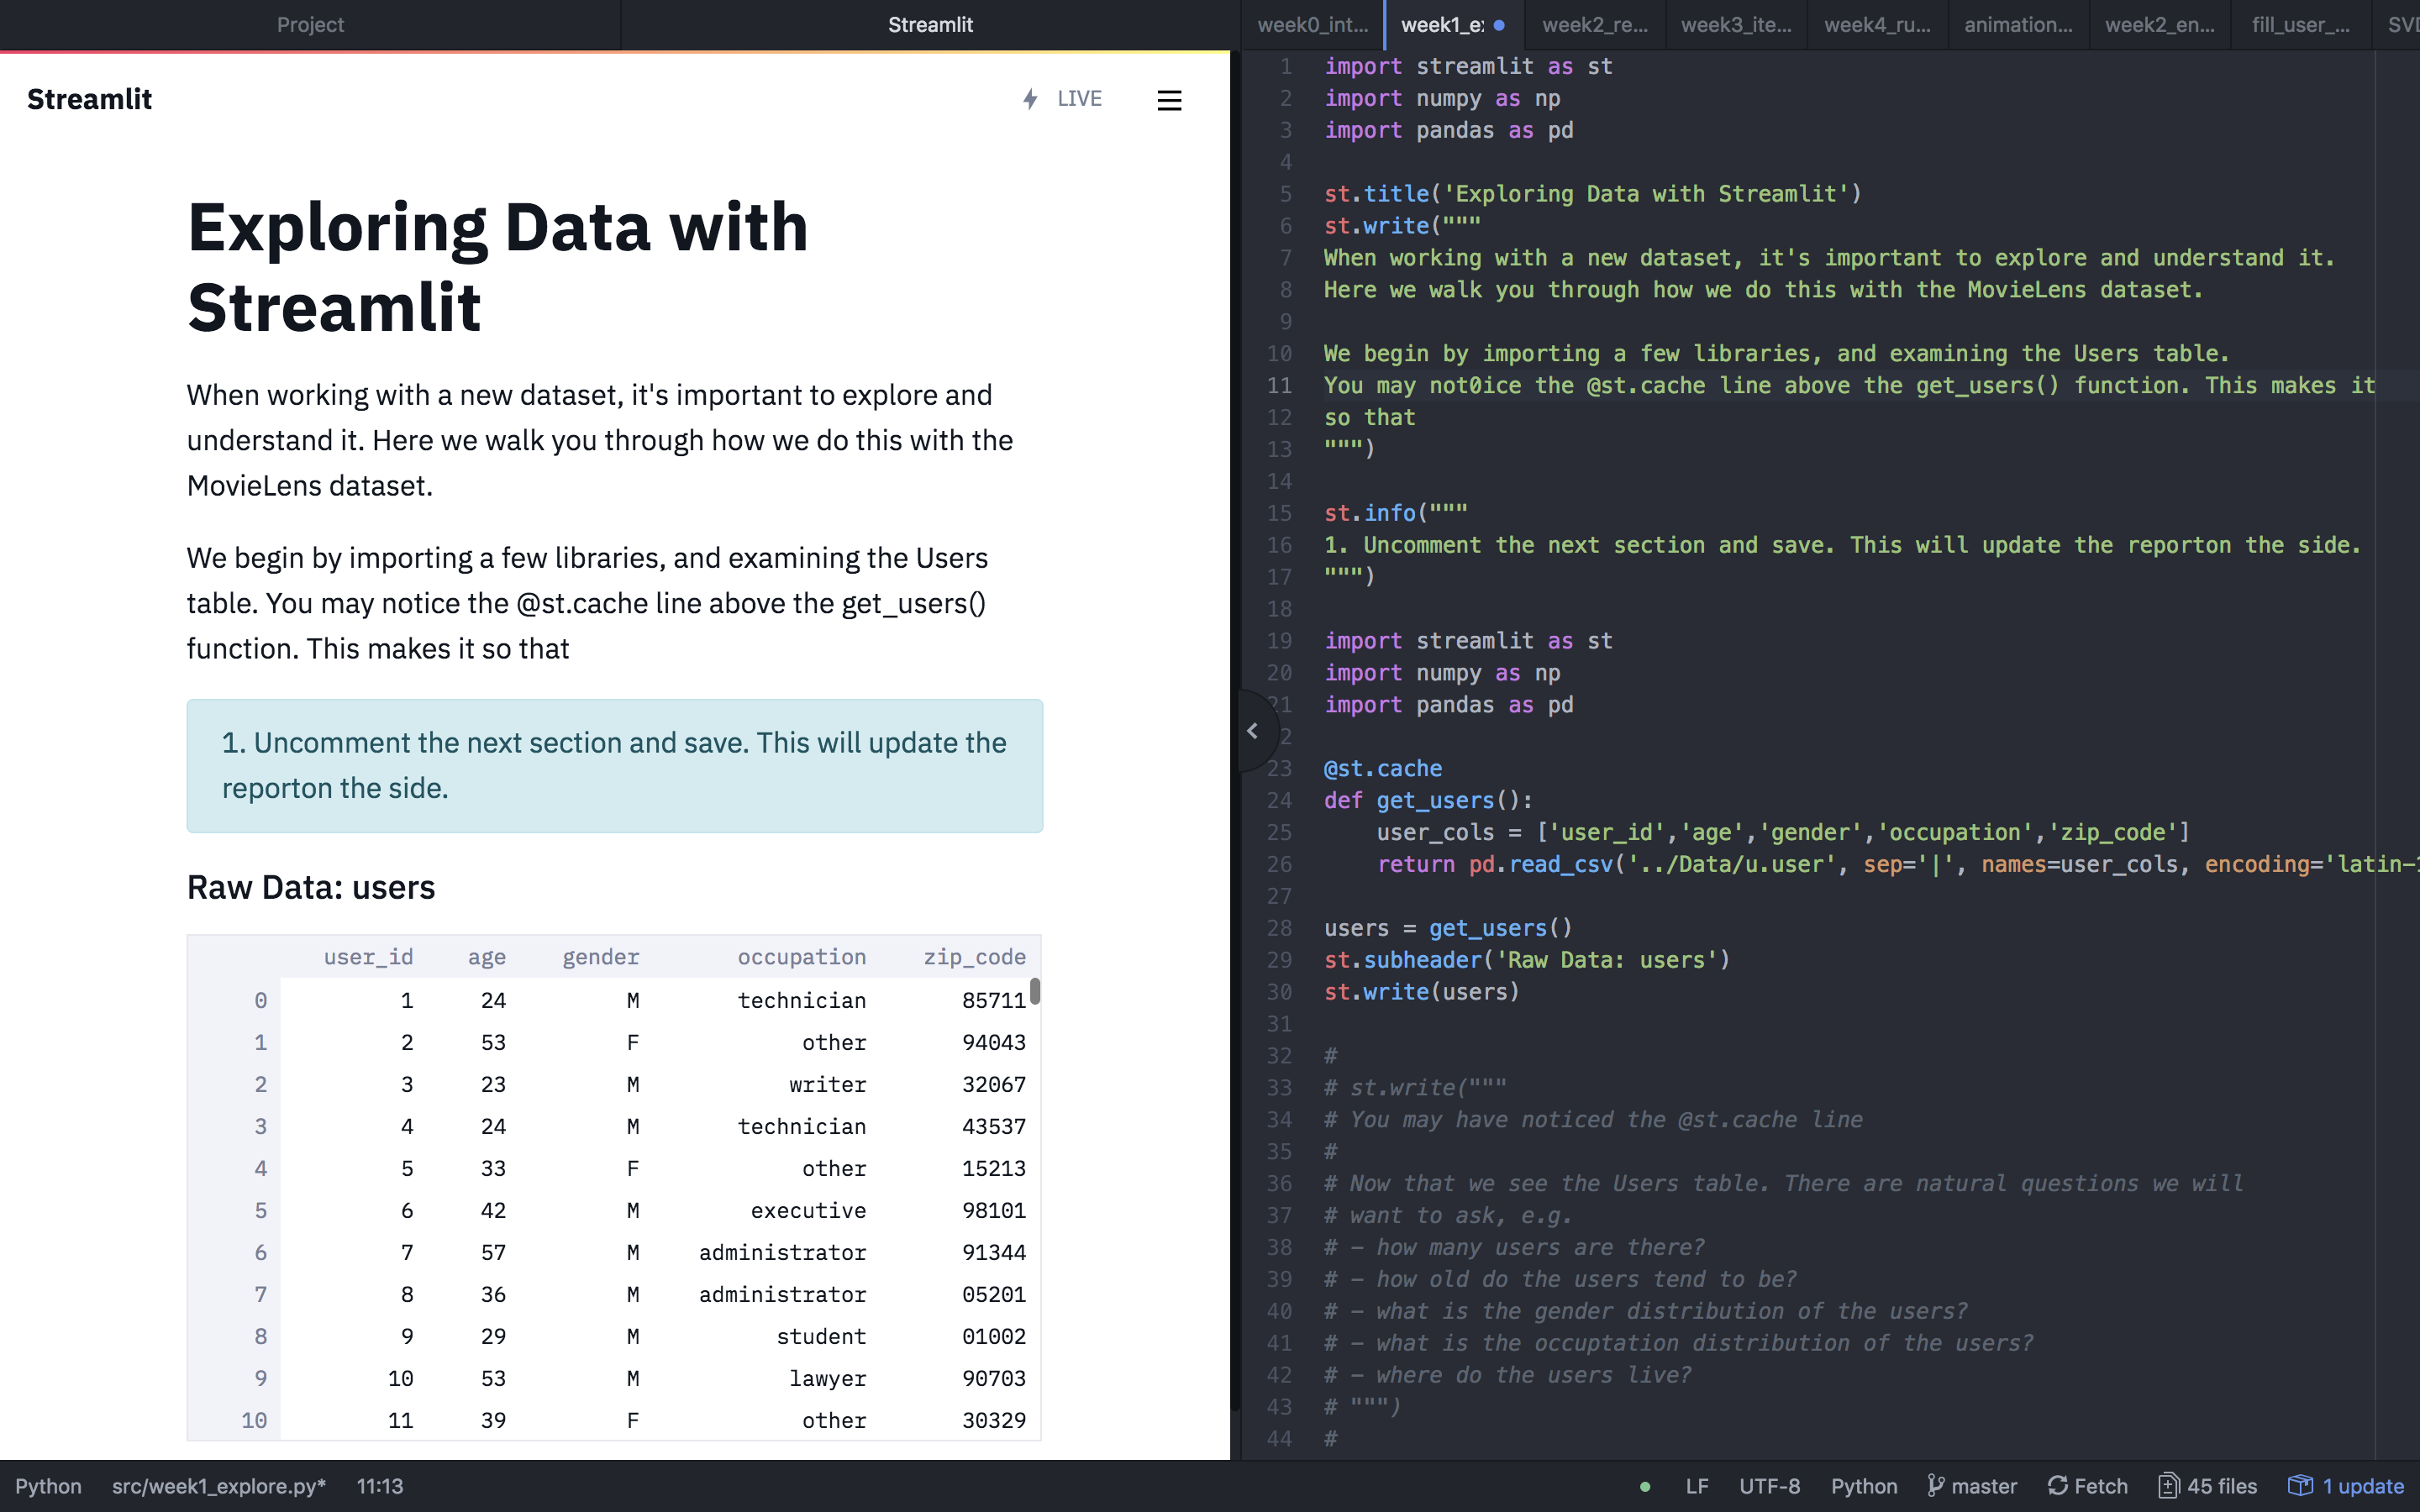 Project
Streamlit
week0_int...
week1_e
week2_re...
week3_ite...
week4_ru...
animation...
week2_en...
fill_user_...
Streamlit
LIVE
Exploring Data with
Streamlit
When working with a new dataset, it's important to explore and
understand it. Here we walk you through how we do this with the
MovieLens dataset.
We begin by importing a few libraries, and examining the Users
table. You may notice the @st.cache line above the get_users()
function. This makes it so that
1. Uncomment the next section and save. This will update the
reporton the side.
Raw Data: users
user_id age gender occupation zip_code
0 1 24 M technician 85711
1 2 53 F other 94043
2 3 23 M writer 32067
3 4 24 M technician 43537
4 5 33 F other 15213
5 6 42 M executive 98101
6 7 57 M administrator 91344
7 8 36 M administrator 05201
8 9 29 M student 01002
9 10 53 M lawyer 90703
10 11 39 F other 30329
1 import streamlit as st
2 import numpy as np
3 import pandas as pd
4
5 st.title('Exploring Data with Streamlit')
6 st.write("""
7 When working with a new dataset, it's important to explore and understand it.
8 Here we walk you through how we do this with the MovieLens dataset.
9
10 We begin by importing a few libraries, and examining the Users table.
11 You may not0ice the @st.cache line above the get_users() function. This makes it
12 so that
13 """)
14
15 st.info("""
16 1. Uncomment the next section and save. This will update the reporton the side.
17 """)
18
19 import streamlit as st
20 import numpy as np
21 import pandas as pd
2
23 @st.cache
24 def get_users():
25 user_cols = ['user_id','age','gender','occupation','zip_code']
26 return pd.read_csv('../Data/u.user', sep='|', names=user_cols, encoding='latin-
27
28 users = get_users()
29 st.subheader('Raw Data: users')
30 st.write(users)
31
32 #
33 # st.write("""
34 # You may have noticed the @st.cache line
35 #
36 # Now that we see the Users table. There are natural questions we will
37 # want to ask, e.g.
38 # - how many users are there?
39 # - how old do the users tend to be?
40 # - what is the gender distribution of the users?
41 # - what is the occuptation distribution of the users?
42 # - where do the users live?
43 # """)
44 #
Python src/week1_explore.py* 11:13
LF UTF-8 Python master Fetch 45 files 1 update